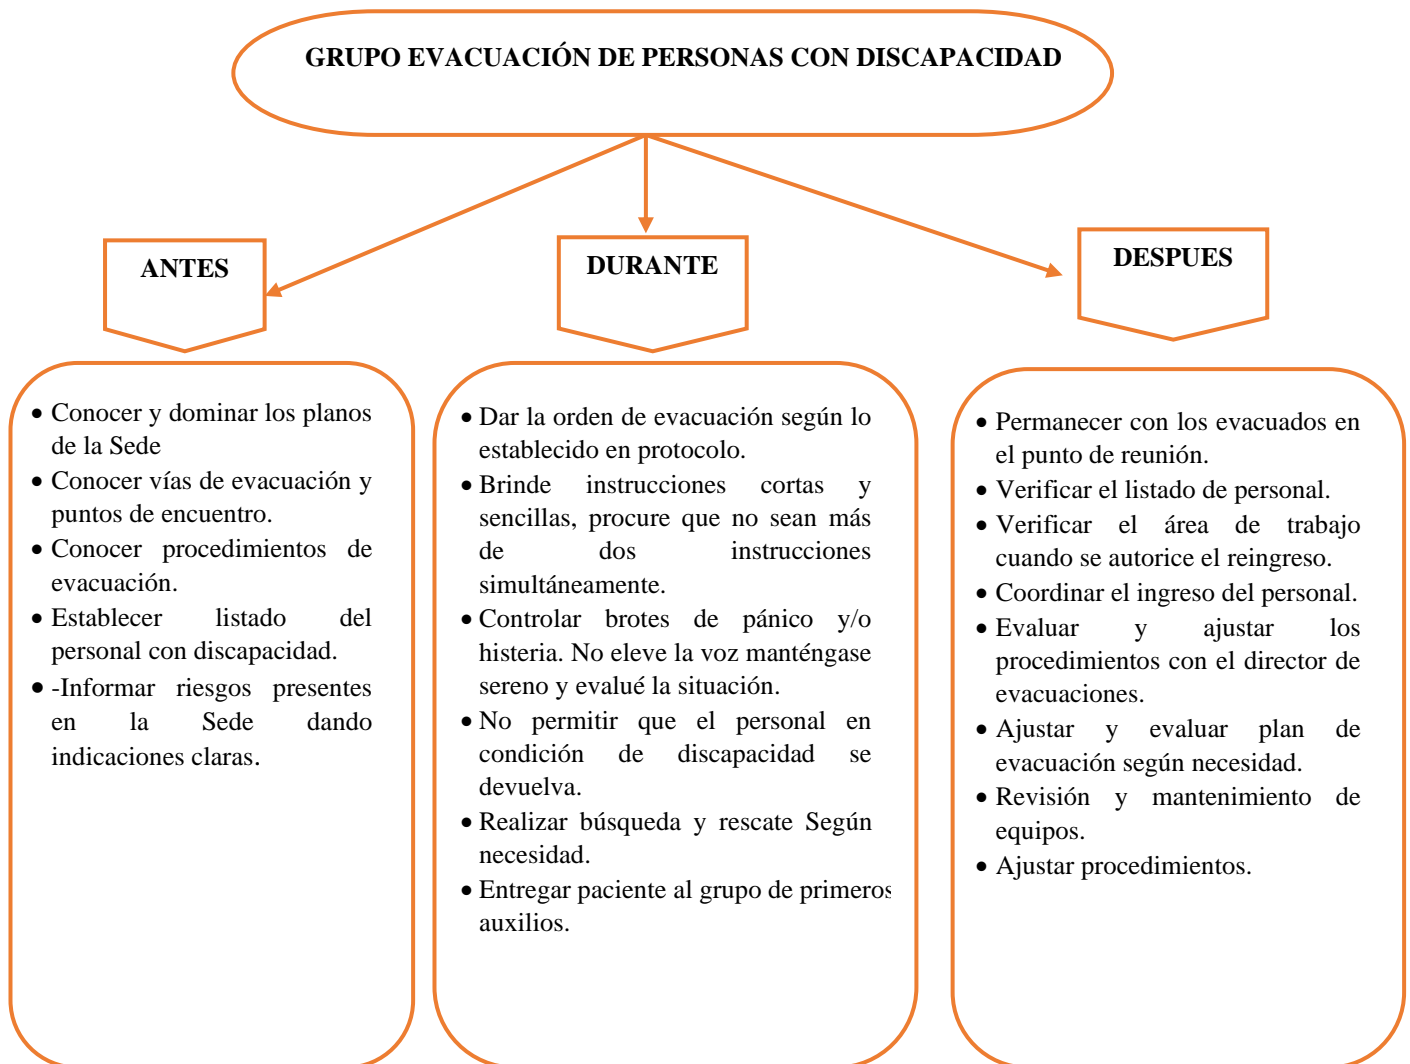 GRUPO EVACUACIÓN DE PERSONAS CON DISCAPACIDAD
ANTES
• Conocer y dominar los planos
de la Sede
• Conocer vías de evacuación y
puntos de encuentro.
• Conocer procedimientos de
evacuación.
• Establecer listado del
personal con discapacidad.
• -Informar riesgos presentes
en la Sede dando
indicaciones claras.
DURANTE
• Dar la orden de evacuación según lo
establecido en protocolo.
• Brinde instrucciones cortas y
sencillas, procure que no sean más
de dos instrucciones
simultáneamente.
• Controlar brotes de pánico y/o
histeria. No eleve la voz manténgase
sereno y evalué la situación.
• No permitir que el personal en
condición de discapacidad se
devuelva.
• Realizar búsqueda y rescate Según
necesidad.
• Entregar paciente al grupo de primeros
auxilios.
DESPUES
• Permanecer con los evacuados en
el punto de reunión.
• Verificar el listado de personal.
• Verificar el área de trabajo
cuando se autorice el reingreso.
• Coordinar el ingreso del personal.
• Evaluar y ajustar los
procedimientos con el director de
evacuaciones.
• Ajustar y evaluar plan de
evacuación según necesidad.
• Revisión y mantenimiento de
equipos.
• Ajustar procedimientos.